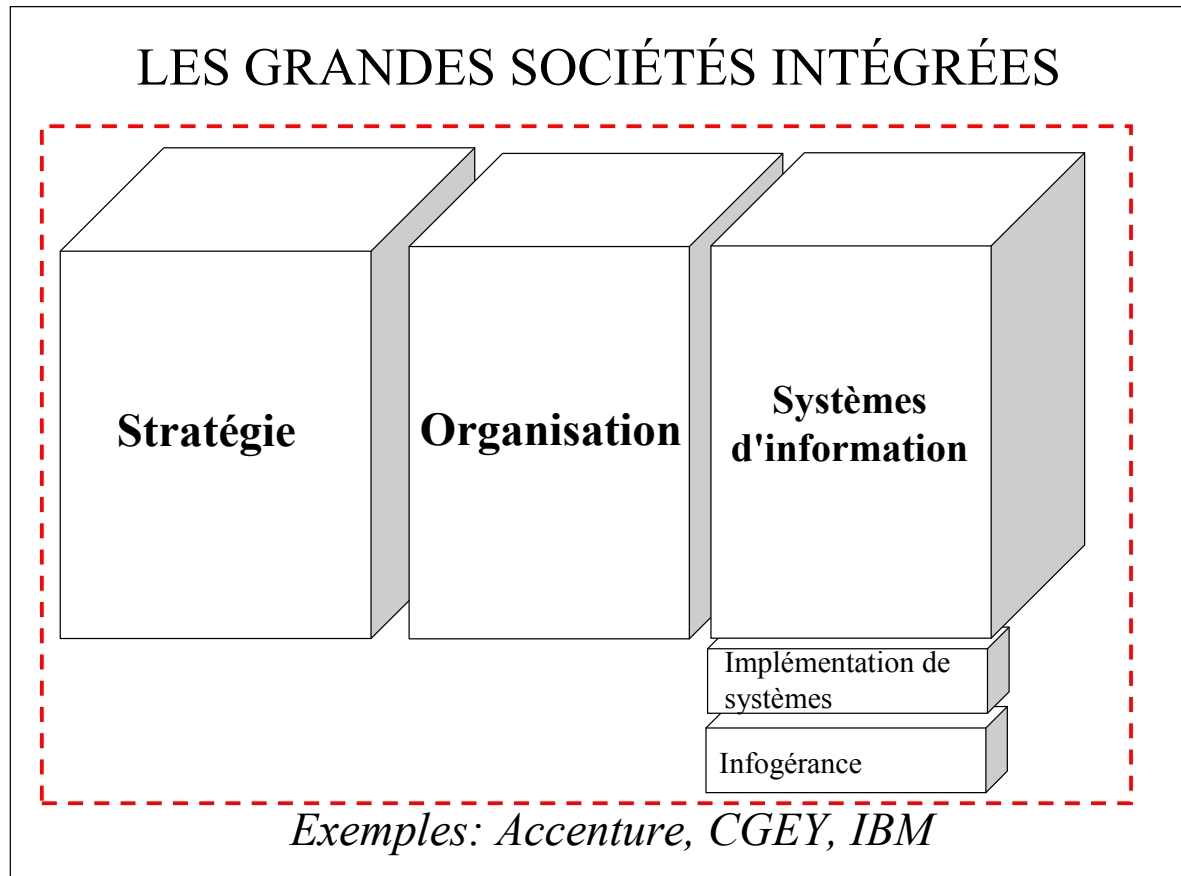 LES GRANDES SOCIÉTÉS INTÉGRÉES
Stratégie
Organisation
Systèmes
d'information
Implémentation de
systèmes
Infogérance
Exemples: Accenture, CGEY, IBM